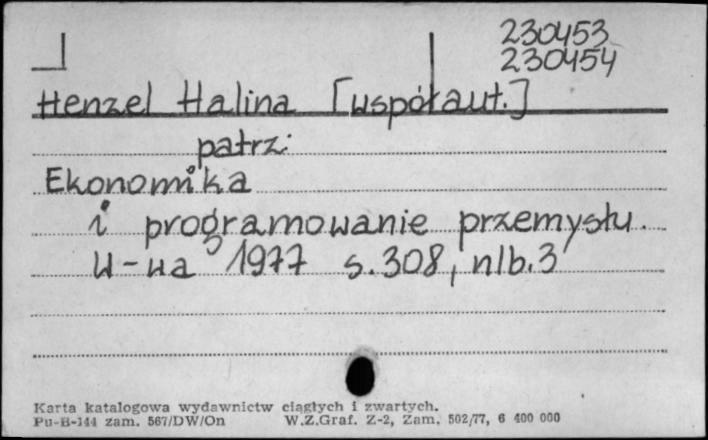 230453
230454
Henzel Halina [współaut.]
patrz:
Ekonomika
i programowanie przemysłu.
W-wa 1977 s.308, nlb.3
Karta katalogowa wydawnictw ciągłych i zwartych.
Pu-B-144 zam. 567/DW/On W.Z.Graf. Z-2, Zam. 502/77, 6 400 000